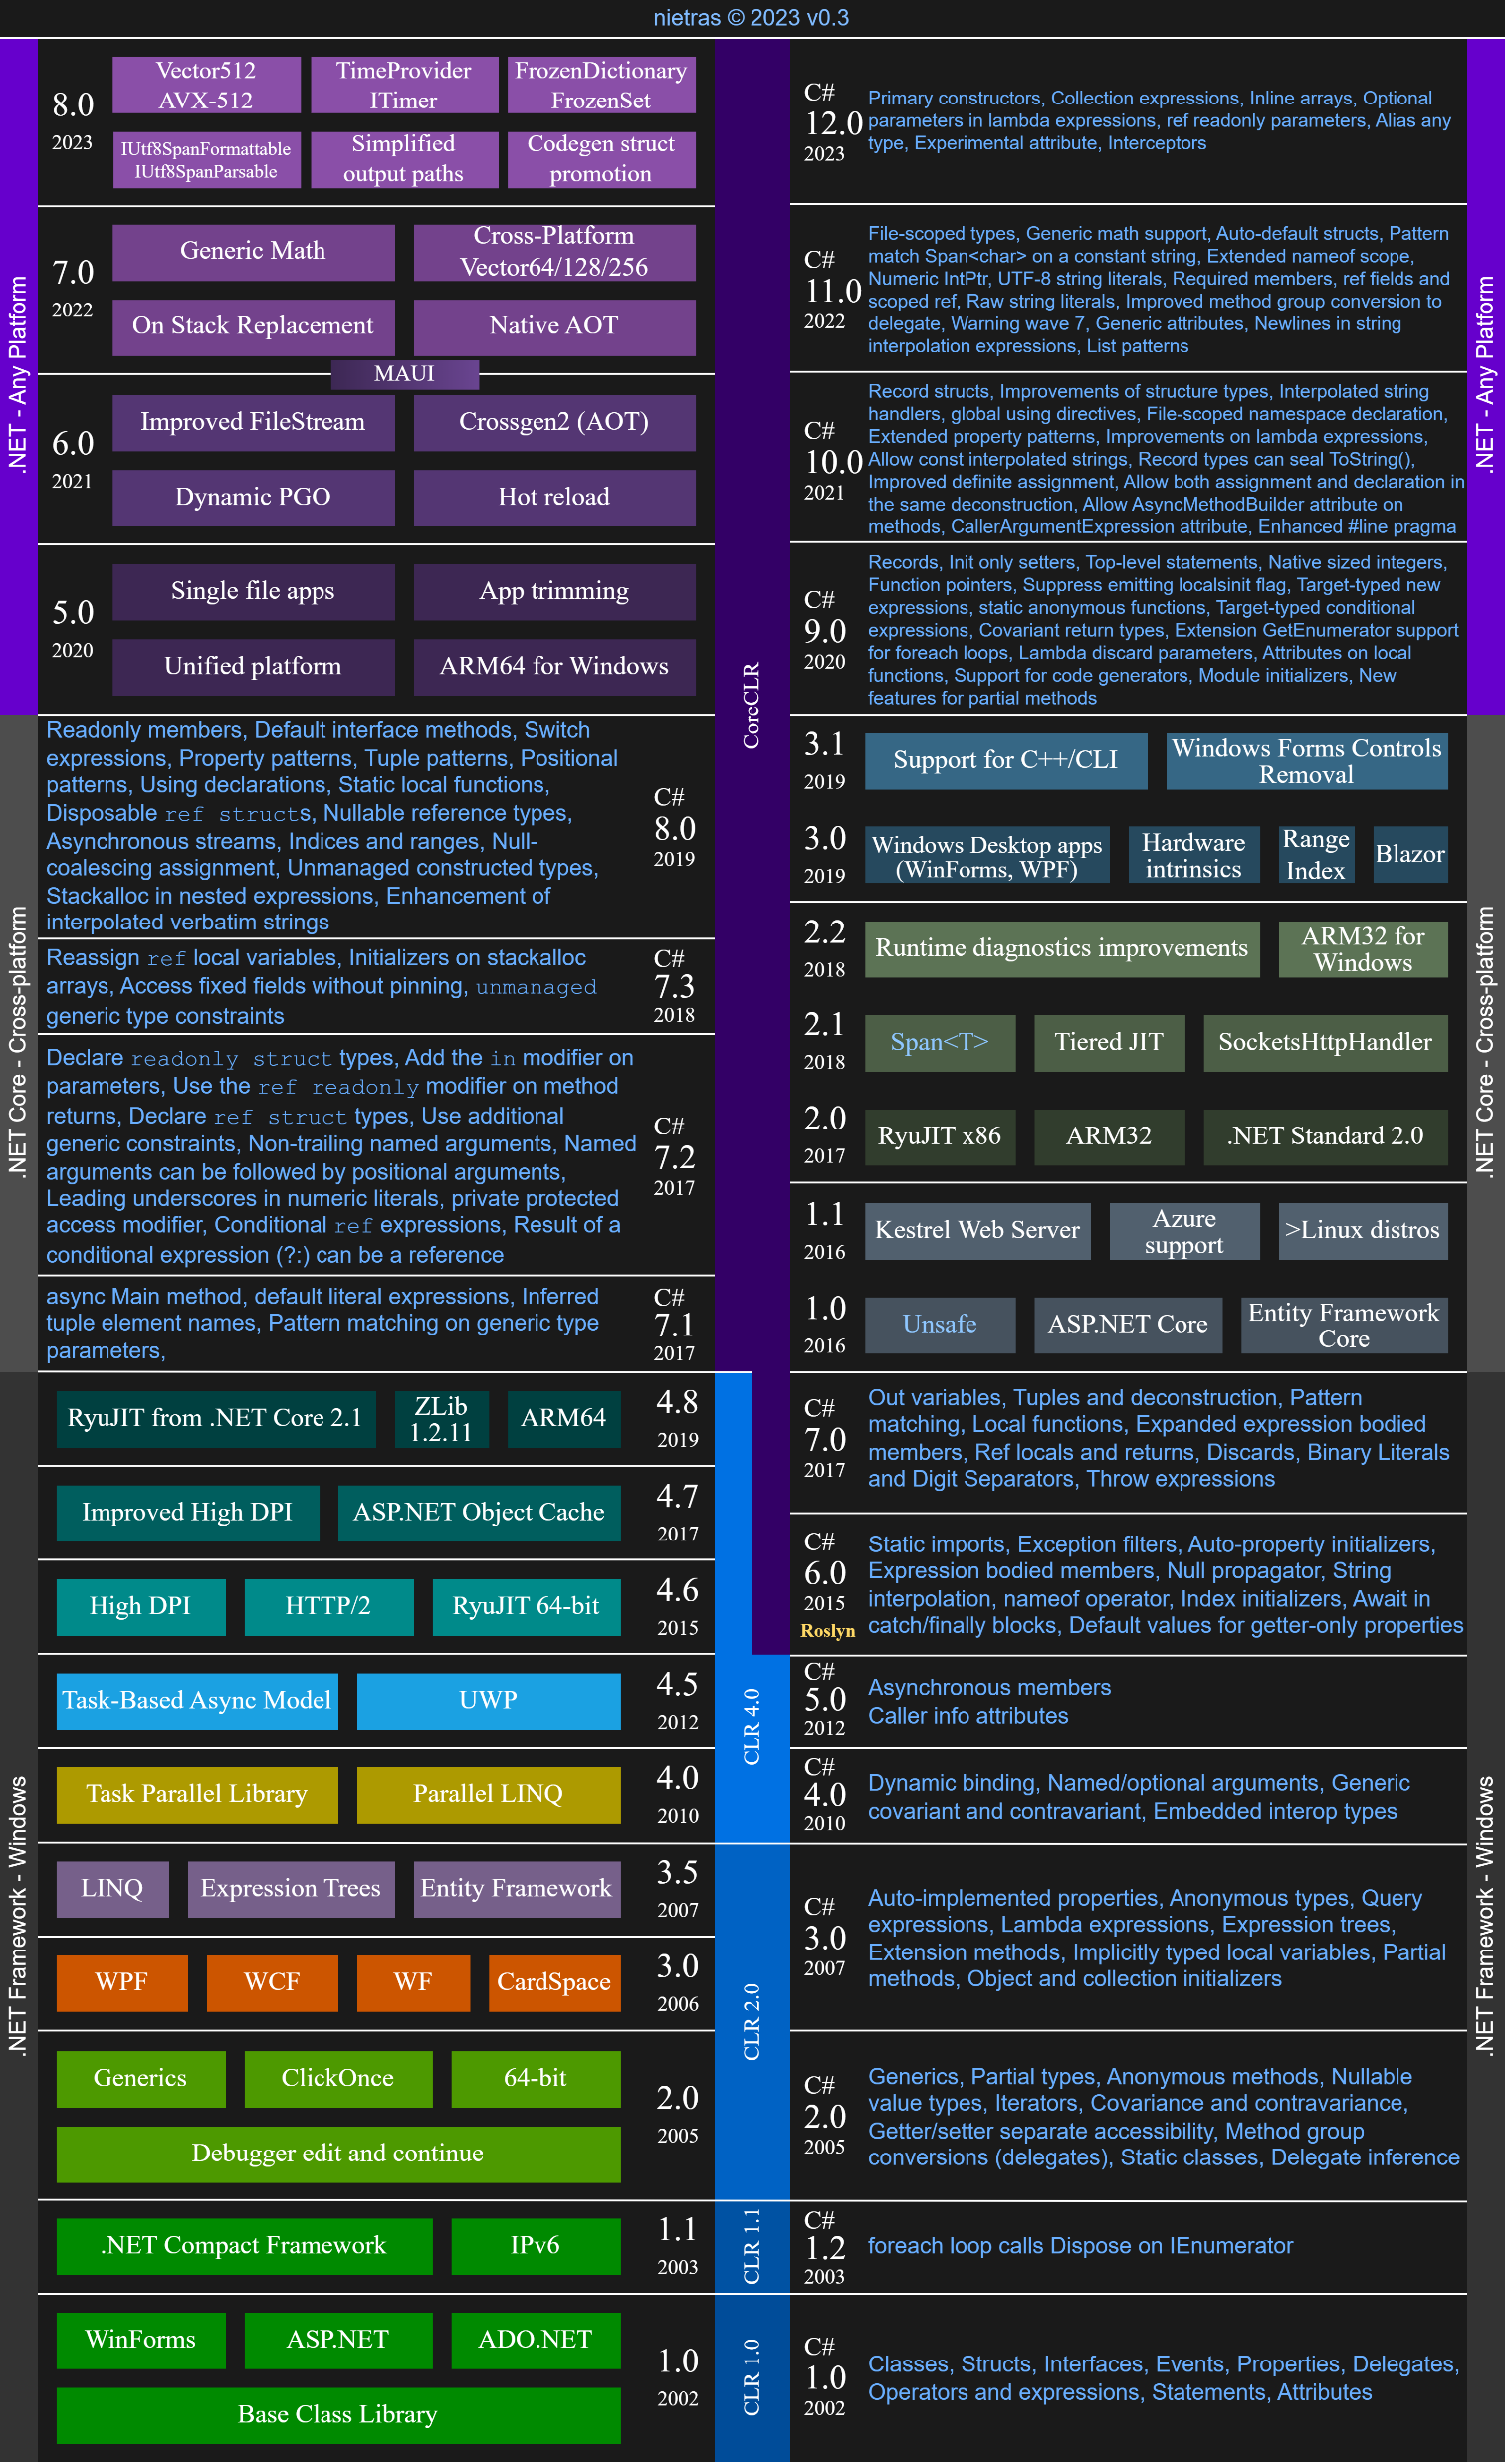 nietras © 2023 v0.3
.NET - Any Platform
8.0
2023
Vector512
AVX-512
TimeProvider
ITimer
FrozenDictionary
FrozenSet
IUtf8SpanFormattable
IUtf8SpanParsable
Simplified
output paths
Codegen struct
promotion
7.0
2022
Generic Math
Cross-Platform
Vector64/128/256
On Stack Replacement
Native AOT
MAUI
6.0
2021
Improved FileStream
Crossgen2 (AOT)
Dynamic PGO
Hot reload
5.0
2020
Single file apps
App trimming
Unified platform
ARM64 for Windows
CoreCLR
C#
12.0
2023
Primary constructors, Collection expressions, Inline arrays, Optional
parameters in lambda expressions, ref readonly parameters, Alias any
type, Experimental attribute, Interceptors
C#
11.0
2022
File-scoped types, Generic math support, Auto-default structs, Pattern
match Span<char> on a constant string, Extended nameof scope,
Numeric IntPtr, UTF-8 string literals, Required members, ref fields and
scoped ref, Raw string literals, Improved method group conversion to
delegate, Warning wave 7, Generic attributes, Newlines in string
interpolation expressions, List patterns
C#
10.0
2021
Record structs, Improvements of structure types, Interpolated string
handlers, global using directives, File-scoped namespace declaration,
Extended property patterns, Improvements on lambda expressions,
Allow const interpolated strings, Record types can seal ToString(),
Improved definite assignment, Allow both assignment and declaration in
the same deconstruction, Allow AsyncMethodBuilder attribute on
methods, CallerArgumentExpression attribute, Enhanced #line pragma
C#
9.0
2020
Records, Init only setters, Top-level statements, Native sized integers,
Function pointers, Suppress emitting localsinit flag, Target-typed new
expressions, static anonymous functions, Target-typed conditional
expressions, Covariant return types, Extension GetEnumerator support
for foreach loops, Lambda discard parameters, Attributes on local
functions, Support for code generators, Module initializers, New
features for partial methods
.NET - Any Platform
.NET Core - Cross-platform
Readonly members, Default interface methods, Switch
expressions, Property patterns, Tuple patterns, Positional
patterns, Using declarations, Static local functions,
Disposable ref structs, Nullable reference types,
Asynchronous streams, Indices and ranges, Null-
coalescing assignment, Unmanaged constructed types,
Stackalloc in nested expressions, Enhancement of
interpolated verbatim strings
C#
8.0
2019
Reassign ref local variables, Initializers on stackalloc
arrays, Access fixed fields without pinning, unmanaged
generic type constraints
C#
7.3
2018
Declare readonly struct types, Add the in modifier on
parameters, Use the ref readonly modifier on method
returns, Declare ref struct types, Use additional
generic constraints, Non-trailing named arguments, Named
arguments can be followed by positional arguments,
Leading underscores in numeric literals, private protected
access modifier, Conditional ref expressions, Result of a
conditional expression (?:) can be a reference
C#
7.2
2017
async Main method, default literal expressions, Inferred
tuple element names, Pattern matching on generic type
parameters,
C#
7.1
2017
3.1
2019
Support for C++/CLI
Windows Forms Controls
Removal
3.0
2019
Windows Desktop apps
(WinForms, WPF)
Hardware
intrinsics
Range
Index
Blazor
2.2
2018
Runtime diagnostics improvements
ARM32 for
Windows
2.1
2018
Span<T>
Tiered JIT
SocketsHttpHandler
2.0
2017
RyuJIT x86
ARM32
.NET Standard 2.0
1.1
2016
Kestrel Web Server
Azure
support
>Linux distros
1.0
2016
Unsafe
ASP.NET Core
Entity Framework
Core
.NET Core - Cross-platform
.NET Framework - Windows
RyuJIT from .NET Core 2.1
ZLib
1.2.11
ARM64
4.8
2019
Improved High DPI
ASP.NET Object Cache
4.7
2017
High DPI
HTTP/2
RyuJIT 64-bit
4.6
2015
Task-Based Async Model
UWP
4.5
2012
Task Parallel Library
Parallel LINQ
4.0
2010
LINQ
Expression Trees
Entity Framework
3.5
2007
WPF
WCF
WF
CardSpace
3.0
2006
Generics
ClickOnce
64-bit
Debugger edit and continue
2.0
2005
.NET Compact Framework
IPv6
1.1
2003
WinForms
ASP.NET
ADO.NET
Base Class Library
1.0
2002
CLR 4.0
CLR 2.0
CLR 1.1
CLR 1.0
C#
7.0
2017
Out variables, Tuples and deconstruction, Pattern
matching, Local functions, Expanded expression bodied
members, Ref locals and returns, Discards, Binary Literals
and Digit Separators, Throw expressions
C#
6.0
2015
Roslyn
Static imports, Exception filters, Auto-property initializers,
Expression bodied members, Null propagator, String
interpolation, nameof operator, Index initializers, Await in
catch/finally blocks, Default values for getter-only properties
C#
5.0
2012
Asynchronous members
Caller info attributes
C#
4.0
2010
Dynamic binding, Named/optional arguments, Generic
covariant and contravariant, Embedded interop types
C#
3.0
2007
Auto-implemented properties, Anonymous types, Query
expressions, Lambda expressions, Expression trees,
Extension methods, Implicitly typed local variables, Partial
methods, Object and collection initializers
C#
2.0
2005
Generics, Partial types, Anonymous methods, Nullable
value types, Iterators, Covariance and contravariance,
Getter/setter separate accessibility, Method group
conversions (delegates), Static classes, Delegate inference
C#
1.2
2003
foreach loop calls Dispose on IEnumerator
C#
1.0
2002
Classes, Structs, Interfaces, Events, Properties, Delegates,
Operators and expressions, Statements, Attributes
.NET Framework - Windows